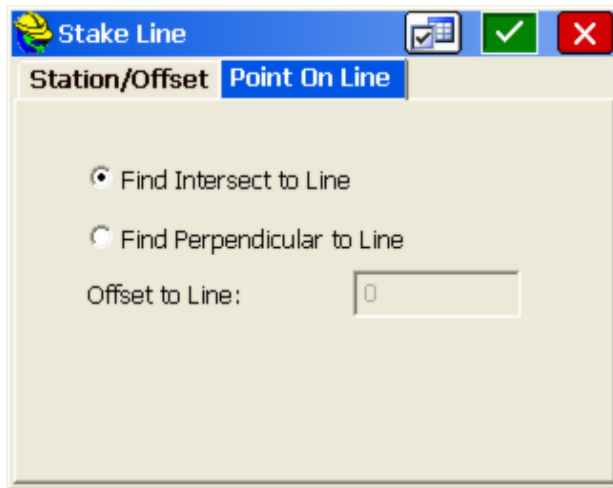 Stake Line
Station/Offset Point On Line
Find Intersect to Line
Find Perpendicular to Line
Offset to Line: 0